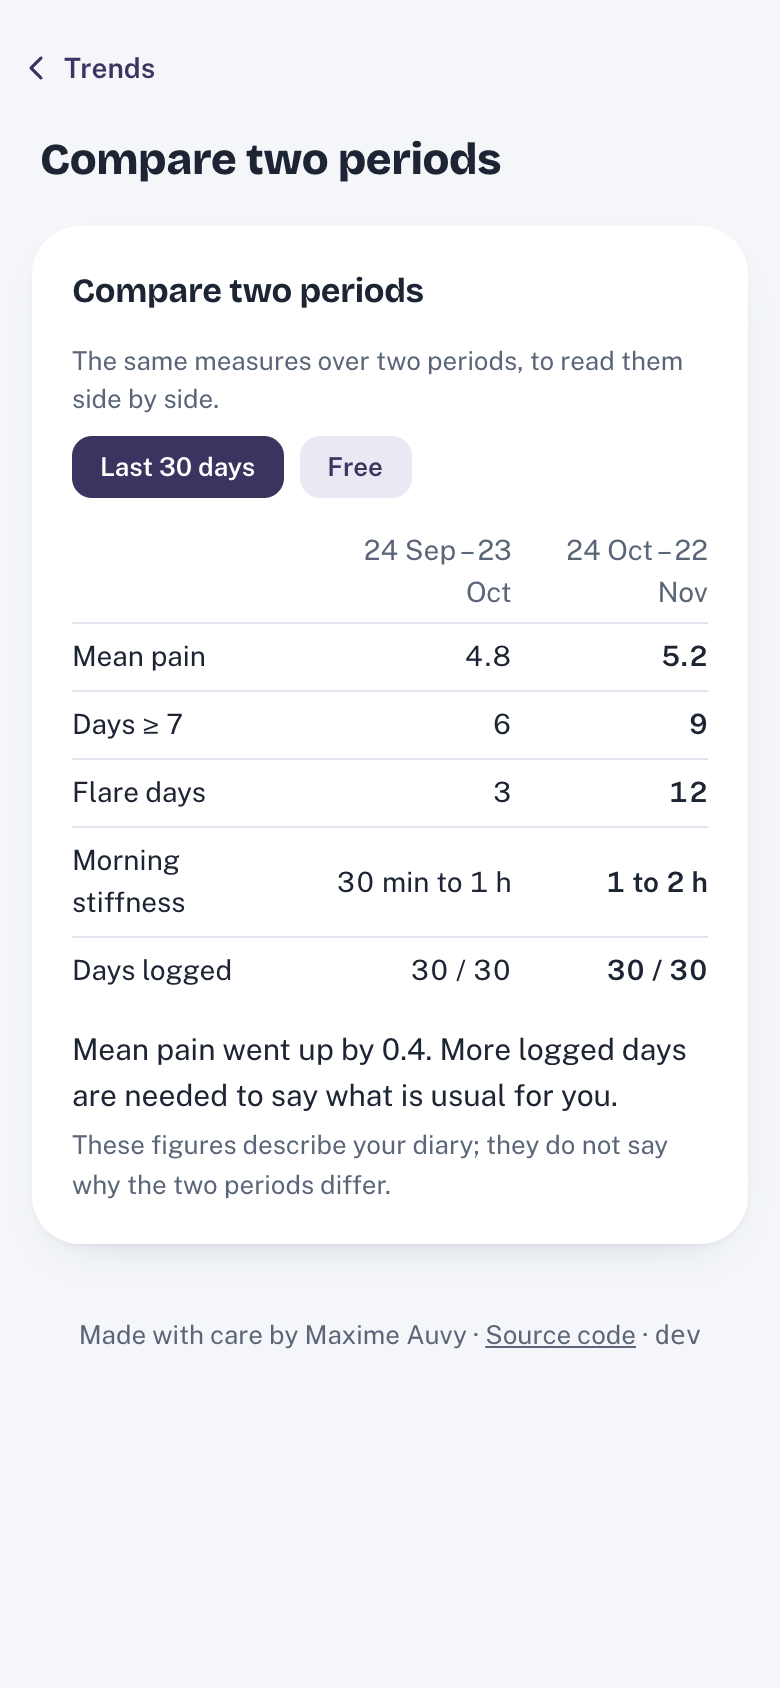 Trends
Compare two periods
Compare two periods
The same measures over two periods, to read them
side by side.
Last 30 days Free
24 Sep – 23 24 Oct – 22
Oct Nov
Mean pain 4.8 5.2
Days ≥ 7 6 9
Flare days 3 12
Morning
stiffness 30 min to 1 h 1 to 2 h
Days logged 30 / 30 30 / 30
Mean pain went up by 0.4. More logged days
are needed to say what is usual for you.
These figures describe your diary; they do not say
why the two periods differ.
Made with care by Maxime Auvy · Source code · dev